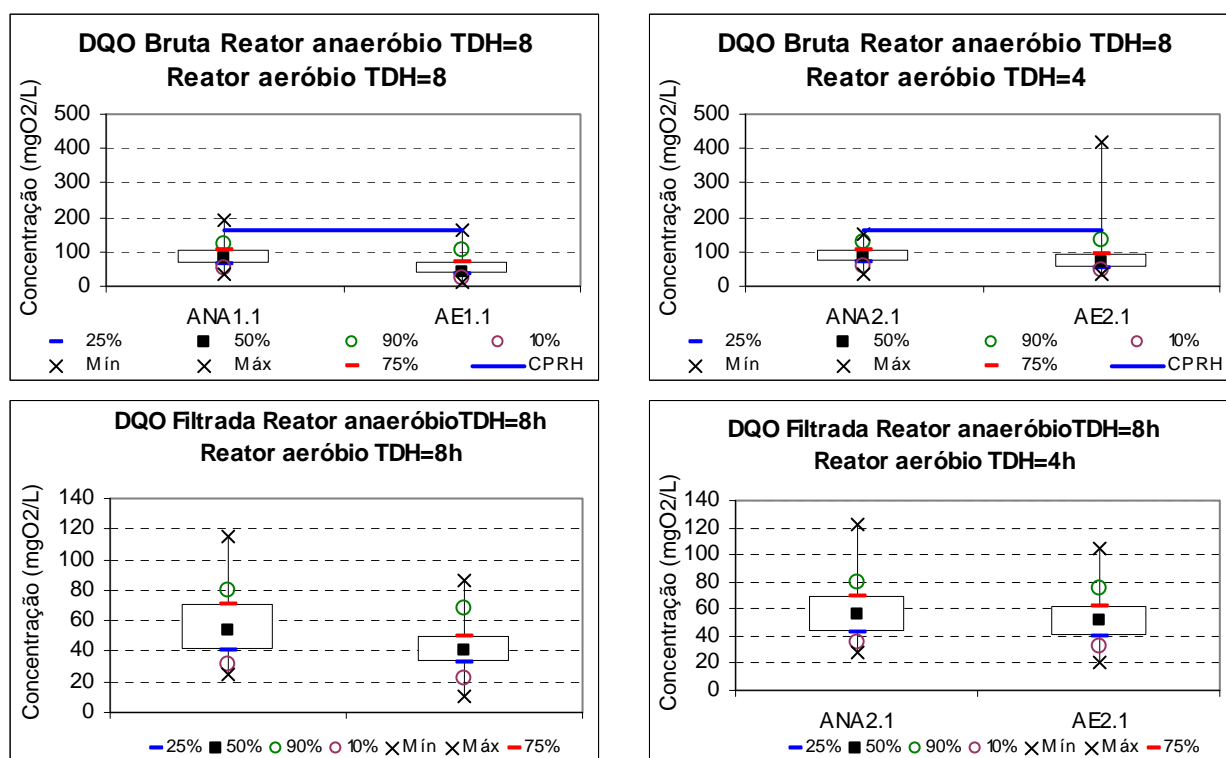 DQO Bruta Reator anaeróbio TDH=8
Reator aeróbio TDH=8
Concentração (mgO2/L)
500
400
300
200
100
0
ANA1.1 AE1.1
25% 50% 90% 10%
Mín Máx 75% CPRH
DQO Bruta Reator anaeróbio TDH=8
Reator aeróbio TDH=4
Concentração (mgO2/L)
500
400
300
200
100
0
ANA2.1 AE2.1
25% 50% 90% 10%
Mín Máx 75% CPRH
DQO Filtrada Reator anaeróbioTDH=8h
Reator aeróbio TDH=8h
Concentração (mgO2/L)
140
120
100
80
60
40
20
0
25% 50% 90% 10% Mín Máx 75%
DQO Filtrada Reator anaeróbioTDH=8h
Reator aeróbio TDH=4h
Concentração (mgO2/L)
140
120
100
80
60
40
20
0
ANA2.1 AE2.1
25% 50% 90% 10% Mín Máx 75%